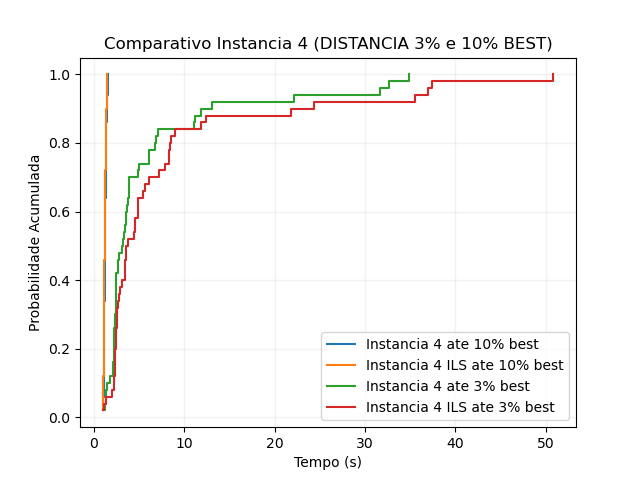 Comparativo Instancia 4 (DISTANCIA 3% e 10% BEST)
Probabilidade Acumulada
1.0
0.8
0.6
0.4
0.2
0.0
Instancia 4 ate 10% best
Instancia 4 ILS ate 10% best
Instancia 4 ate 3% best
Instancia 4 ILS ate 3% best
0 10 20 30 40 50
Tempo (s)